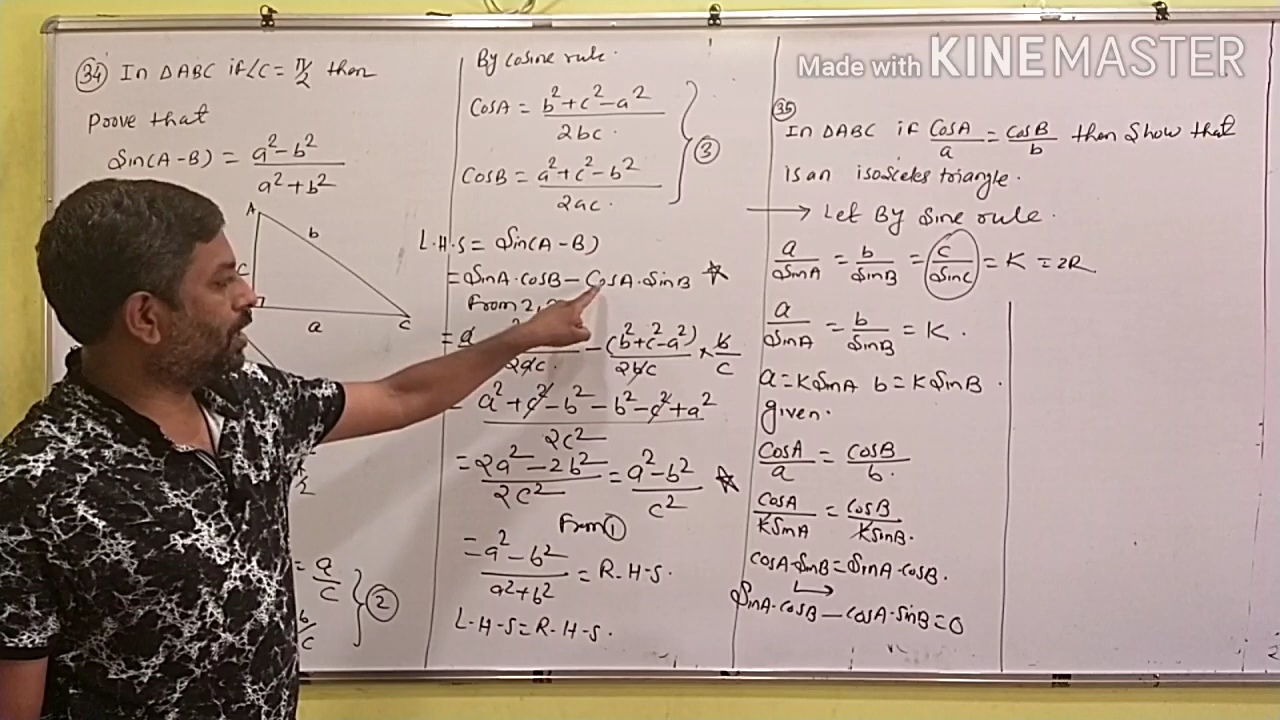 34 In ΔABC if ∠C = π/2 then
Prove that
Sin(A-B) = a²-b² / a²+b²
A
b
C
a
C
= a/c
b/c } 2
By Cosine rule.
CosA = b²+c²-a² / 2bc.
CosB = a²+c²-b² / 2ac. } 3
L.H.S = Sin(A-B)
= SinA.CosB - CosA.SinB ☆
From 2,
= a / 2ac. - (b²+c²-a²) / 2bc × b/c
= a²+c²-b²-b²-c²+a² / 2c²
= 2a²-2b² / 2c² = a²-b² / c² ☆
From 1
= a²-b² / a²+b² = R.H.S.
L.H.S = R.H.S.
Made with KINEMASTER
35
In ΔABC if CosA/a = CosB/b then Show that
is an isosceles triangle.
→ Let By Sine rule.
a/SinA = b/SinB = c/SinC = K = 2R
a/SinA = b/SinB = K.
a = KSinA b = KSinB.
given.
CosA/a = CosB/b.
CosA/KSinA = CosB/KSinB.
CosA.SinB = SinA.CosB.
SinA.CosB - CosA.SinB = 0